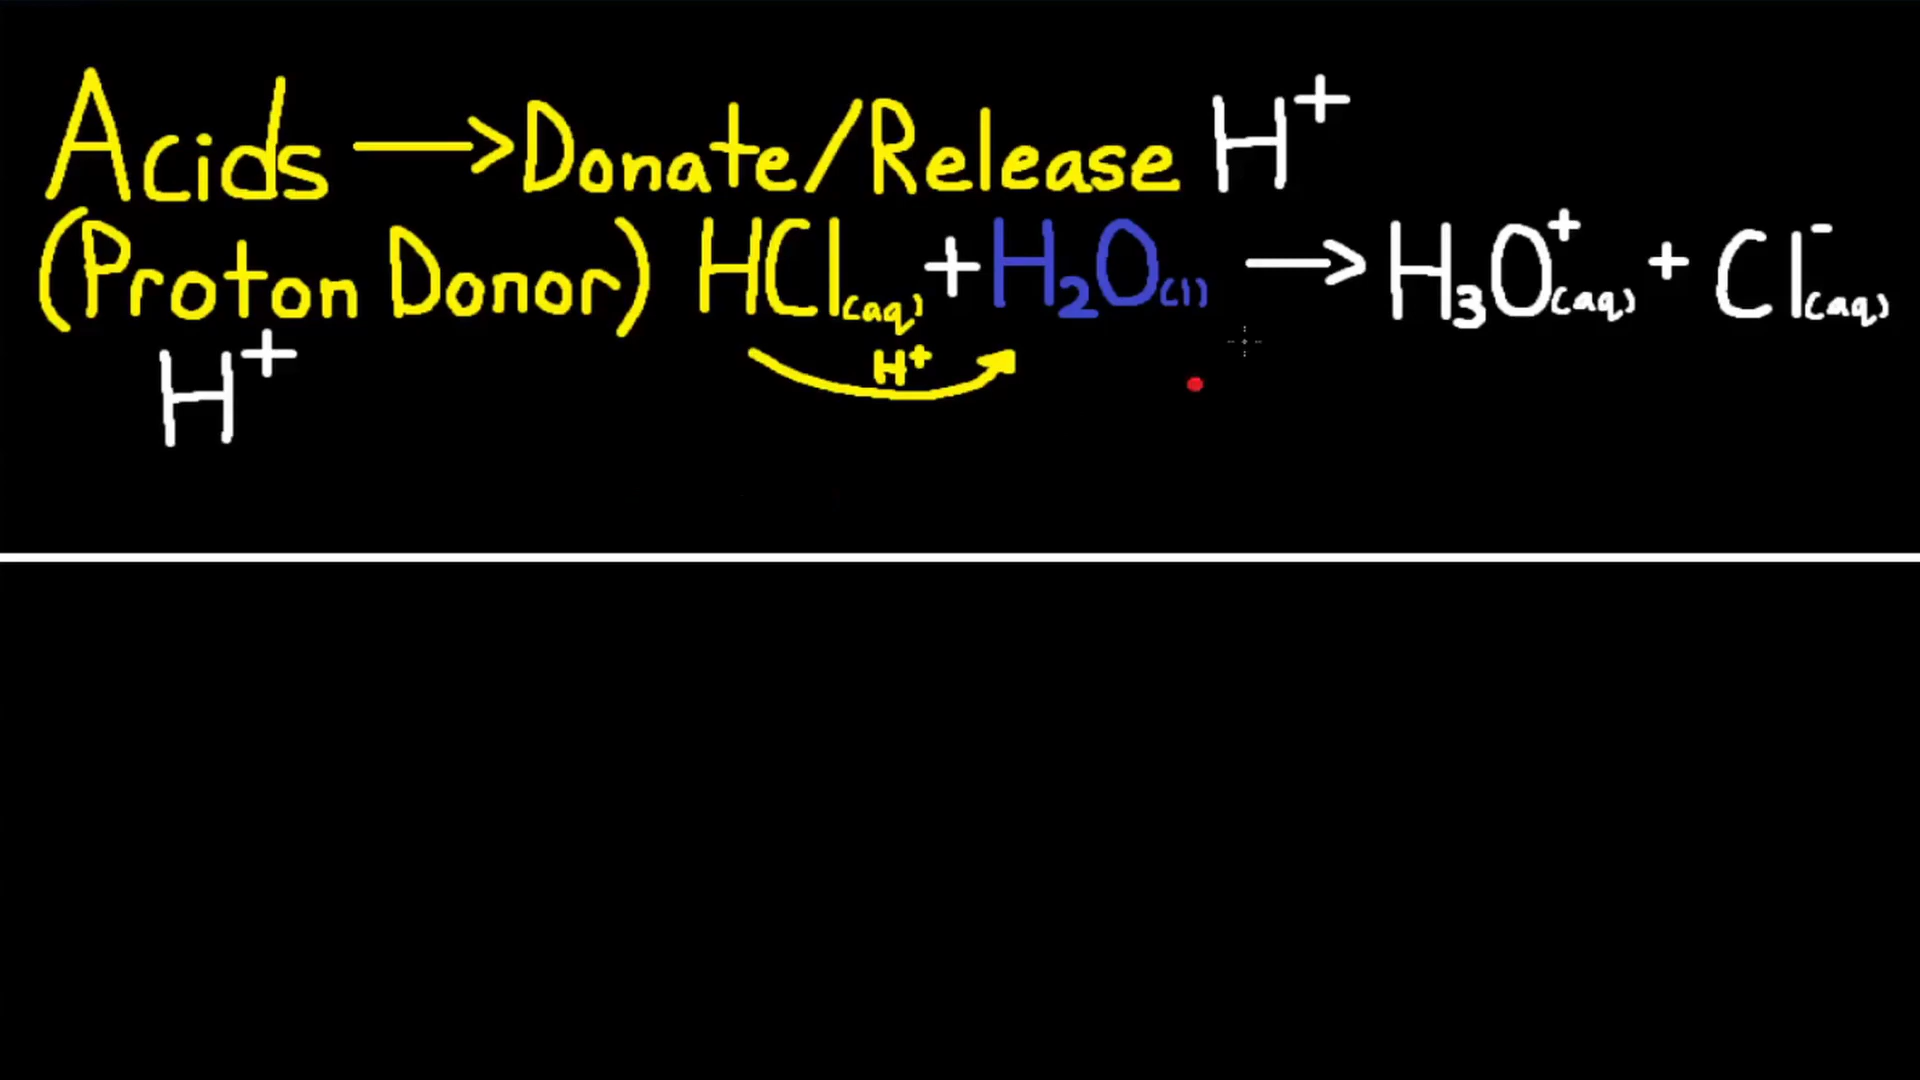 Acids → Donate/Release H⁺
(Proton Donor) HCl(aq) + H₂O(l) → H₃O⁺(aq) + Cl⁻(aq)
H⁺ H⁺